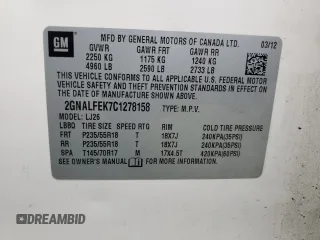 GM
MFD BY GENERAL MOTORS OF CANADA LTD. 03/12
GVWR GAWR FRT GAWR RR
2250 KG 1175 KG 1240 KG
4960 LB 2590 LB 2733 LB
THIS VEHICLE CONFORMS TO ALL APPLICABLE U.S. FEDERAL MOTOR
VEHICLE SAFETY AND THEFT PREVENTION STANDARDS IN EFFECT ON
THE DATE OF MANUFACTURE SHOWN ABOVE.
2GNALFEK7C1278158 TYPE: M.P.V.
MODEL: LJ26
LBBQ TIRE SIZE SPEED RTG RIM COLD TIRE PRESSURE
FRT P235/55R18 T 18X7J 240KPA(35PSI)
RR P235/55R18 T 18X7J 240KPA(35PSI)
SPA T145/70R17 M 17X4.5T 420KPA(60PSI)
SEE OWNER'S MANUAL FOR MORE INFORMATION.
DREAMBID